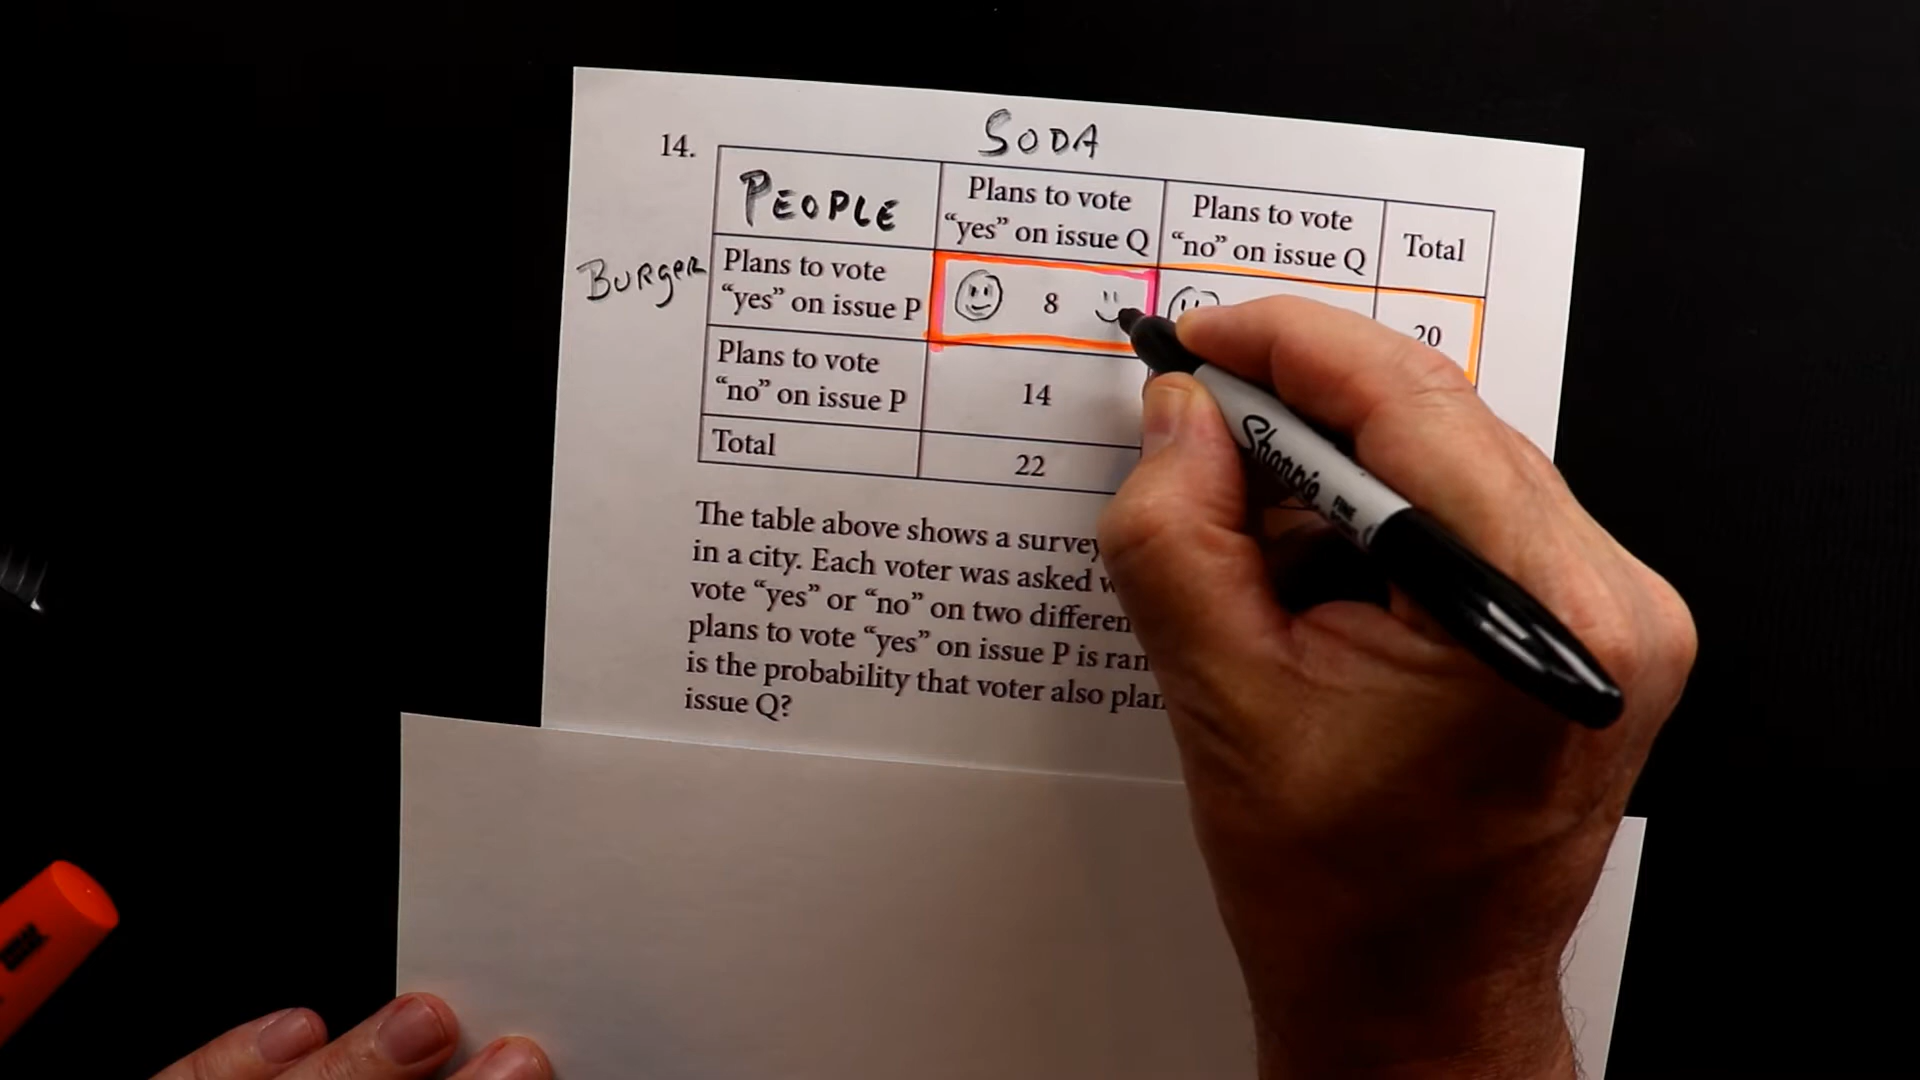 SODA
14.
PEOPLE
Plans to vote
"yes" on issue Q
Plans to vote
"no" on issue Q
Total
BURGER
Plans to vote
"yes" on issue P
8
20
Plans to vote
"no" on issue P
14
Total
22
The table above shows a survey
in a city. Each voter was asked
vote "yes" or "no" on two
plans to vote "yes" on issue P is
is the probability that voter also
issue Q?
Sharpie
FINE